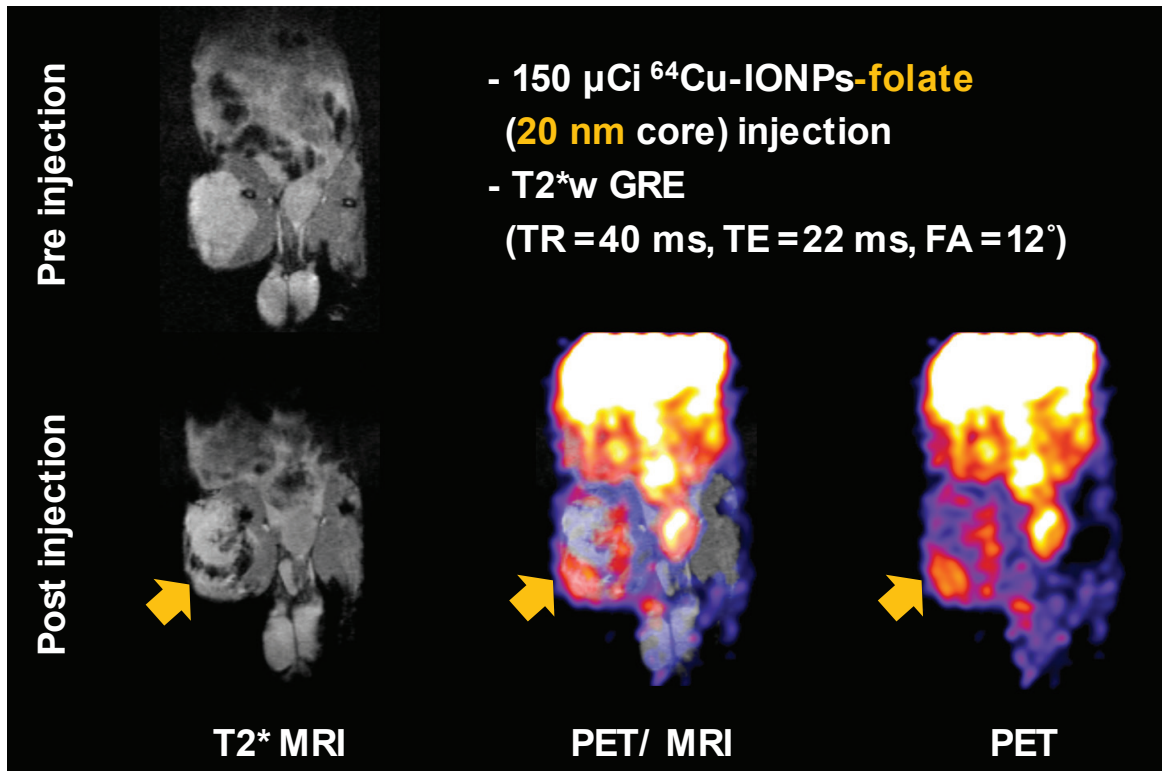 Pre injection
- 150 µCi ⁶⁴Cu-IONPs-folate
(20 nm core) injection
- T2*w GRE
(TR=40 ms, TE=22 ms, FA=12°)
Post injection
T2* MRI
PET/ MRI
PET